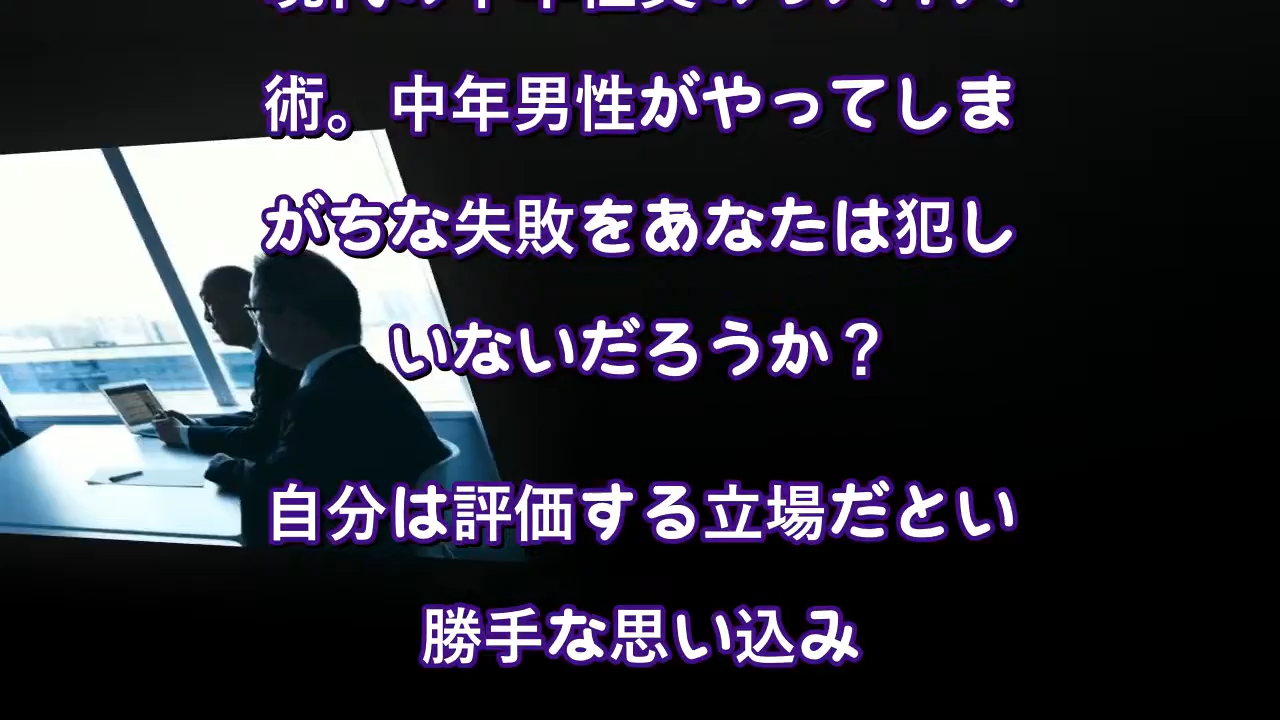 術。中年男性がやってしま
がちな失敗をあなたは犯し
いないだろうか？
自分は評価する立場だとい
勝手な思い込み